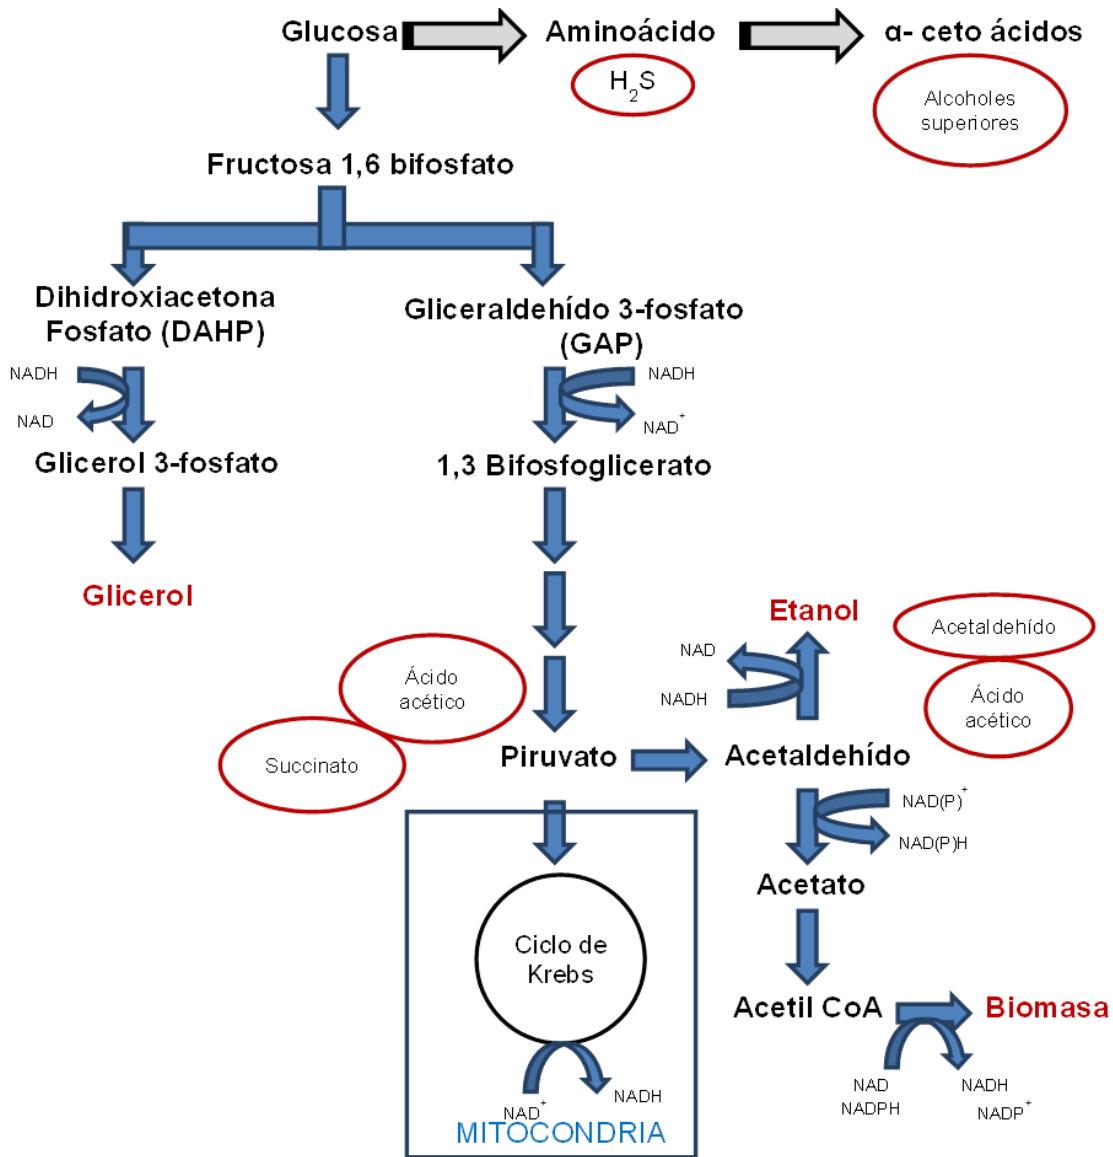 Glucosa
Aminoácido
α- ceto ácidos
H₂S
Alcoholes
superiores
Fructosa 1,6 bifosfato
Dihidroxiacetona
Fosfato (DAHP)
Gliceraldehído 3-fosfato
(GAP)
NADH
NAD
NADH
NAD⁺
Glicerol 3-fosfato
1,3 Bifosfoglicerato
Glicerol
Etanol
Acetaldehído
Ácido
acético
NAD
NADH
Ácido
acético
Succinato
Piruvato
Acetaldehído
NAD(P)⁺
NAD(P)H
Acetato
Ciclo de
Krebs
Acetil CoA
Biomasa
NAD⁺
NADH
NAD
NADPH
NADH
NADP⁺
MITOCONDRIA